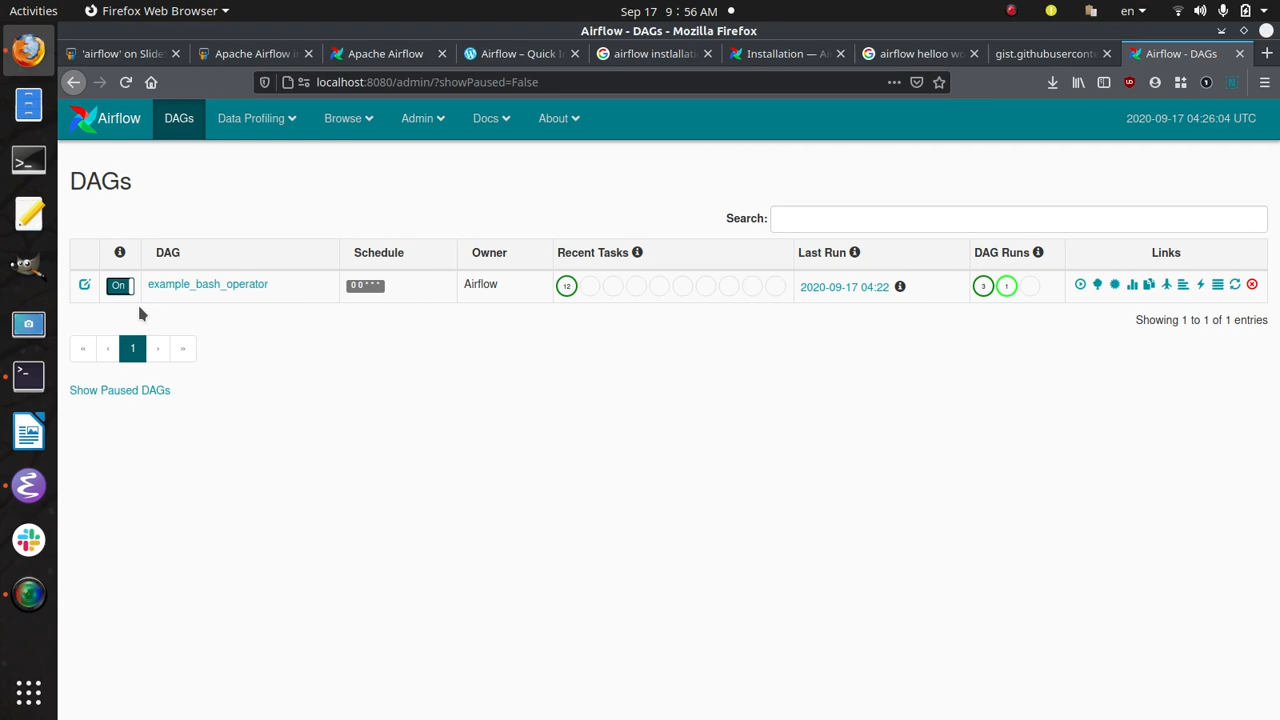 Activities Firefox Web Browser Sep 17 9:56 AM en
Airflow - DAGs - Mozilla Firefox
'airflow' on Slide Apache Airflow i Apache Airflow Airflow – Quick I airflow instllatio Installation — Ai airflow helloo wo gist.githubuserconte Airflow - DAGs
localhost:8080/admin/?showPaused=False
Airflow DAGs Data Profiling Browse Admin Docs About 2020-09-17 04:26:04 UTC
DAGs
Search:
DAG Schedule Owner Recent Tasks Last Run DAG Runs Links
On example_bash_operator 0 0 * * * Airflow 12 2020-09-17 04:22 3 1
Showing 1 to 1 of 1 entries
« ‹ 1 › »
Show Paused DAGs